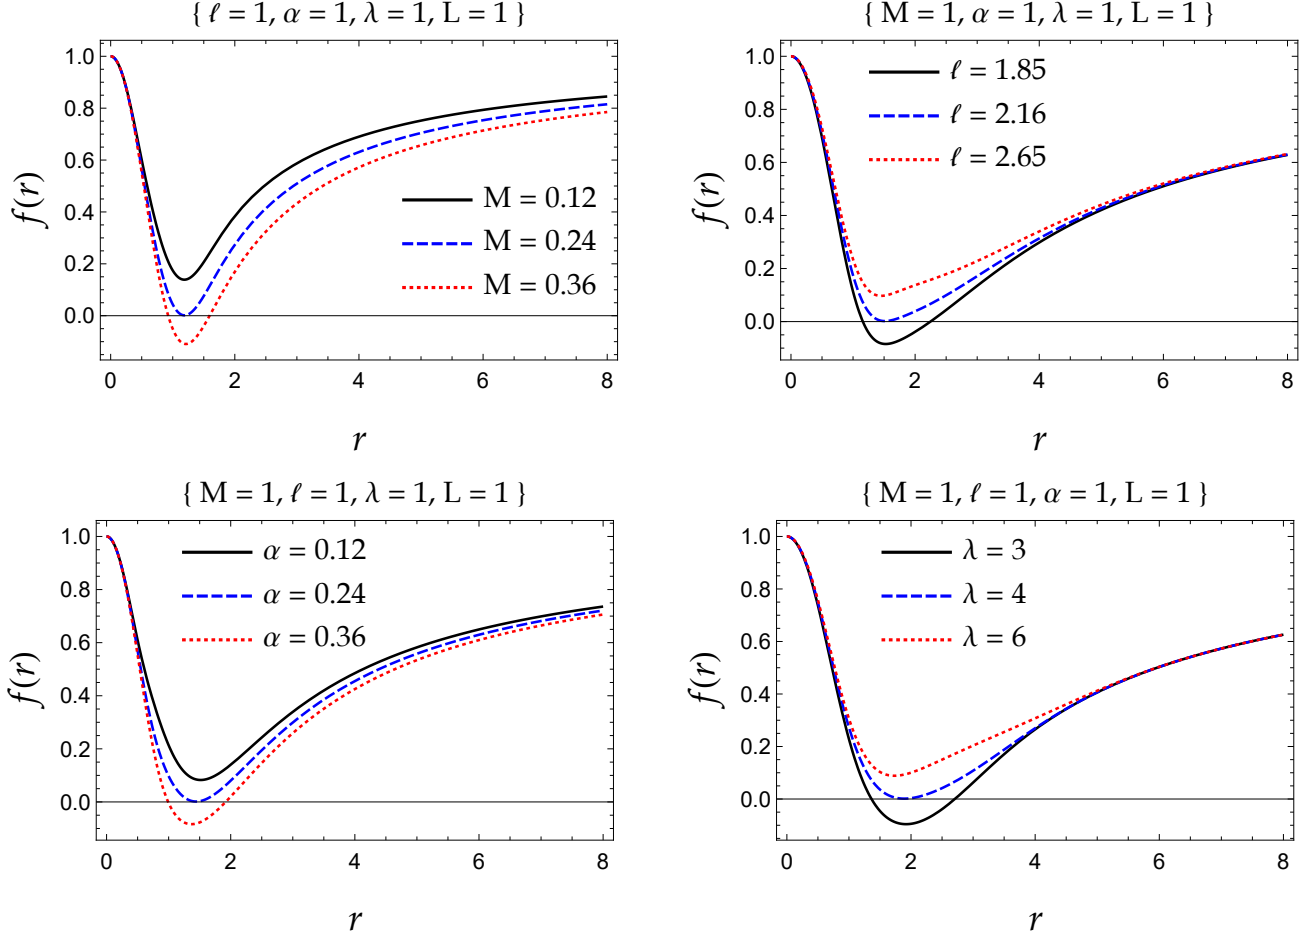 { ℓ = 1, α = 1, λ = 1, L = 1 }
1.0
0.8
0.6
0.4
0.2
0.0
f(r)
M = 0.12
M = 0.24
M = 0.36
0 2 4 6 8
r
{ M = 1, α = 1, λ = 1, L = 1 }
1.0
0.8
0.6
0.4
0.2
0.0
f(r)
ℓ = 1.85
ℓ = 2.16
ℓ = 2.65
0 2 4 6 8
r
{ M = 1, ℓ = 1, λ = 1, L = 1 }
1.0
0.8
0.6
0.4
0.2
0.0
f(r)
α = 0.12
α = 0.24
α = 0.36
0 2 4 6 8
r
{ M = 1, ℓ = 1, α = 1, L = 1 }
1.0
0.8
0.6
0.4
0.2
0.0
f(r)
λ = 3
λ = 4
λ = 6
0 2 4 6 8
r